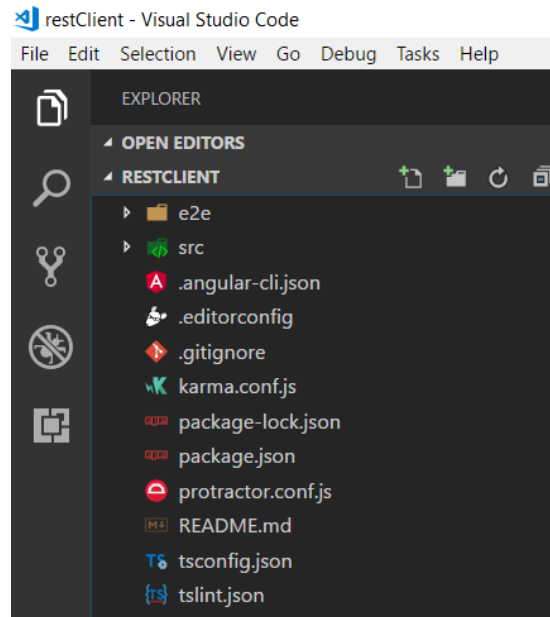 restClient - Visual Studio Code
File Edit Selection View Go Debug Tasks Help
EXPLORER
OPEN EDITORS
RESTCLIENT
e2e
src
.angular-cli.json
.editorconfig
.gitignore
karma.conf.js
package-lock.json
package.json
protractor.conf.js
README.md
tsconfig.json
tslint.json